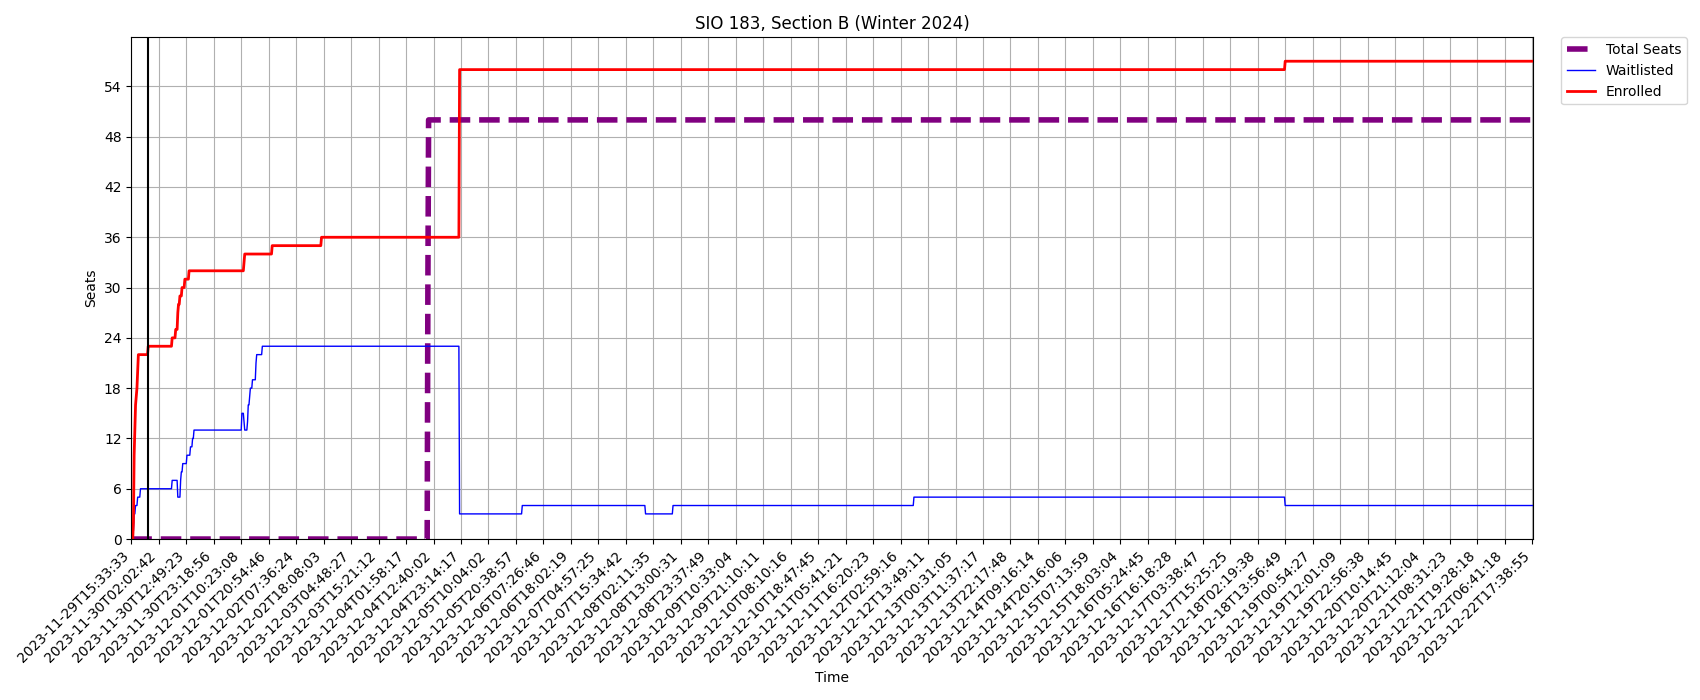 SIO 183, Section B (Winter 2024)
Total Seats
Waitlisted
Enrolled
Seats
54
48
42
36
30
24
18
12
6
0
2023-11-29T15:33:33
2023-11-30T02:02:42
2023-11-30T12:49:23
2023-11-30T23:18:56
2023-12-01T10:23:08
2023-12-01T20:54:46
2023-12-02T07:36:24
2023-12-02T18:08:03
2023-12-03T04:48:27
2023-12-03T15:21:12
2023-12-04T01:58:17
2023-12-04T12:40:02
2023-12-04T23:14:17
2023-12-05T10:04:02
2023-12-05T20:38:57
2023-12-06T07:26:46
2023-12-06T18:02:19
2023-12-07T04:57:25
2023-12-07T15:34:42
2023-12-08T02:11:35
2023-12-08T13:00:31
2023-12-08T23:37:49
2023-12-09T10:33:04
2023-12-09T21:10:11
2023-12-10T08:10:16
2023-12-10T18:47:45
2023-12-11T05:41:21
2023-12-11T16:20:23
2023-12-12T02:59:16
2023-12-12T13:49:11
2023-12-13T00:31:05
2023-12-13T11:37:17
2023-12-13T22:17:48
2023-12-14T09:16:14
2023-12-14T20:16:06
2023-12-15T07:13:59
2023-12-15T18:03:04
2023-12-16T05:24:45
2023-12-16T16:18:28
2023-12-17T03:38:47
2023-12-17T15:25:25
2023-12-18T02:19:38
2023-12-18T13:56:49
2023-12-19T00:54:27
2023-12-19T12:01:09
2023-12-19T22:56:38
2023-12-20T10:14:45
2023-12-20T21:12:04
2023-12-21T08:31:23
2023-12-21T19:28:18
2023-12-22T06:41:18
2023-12-22T17:38:55
Time